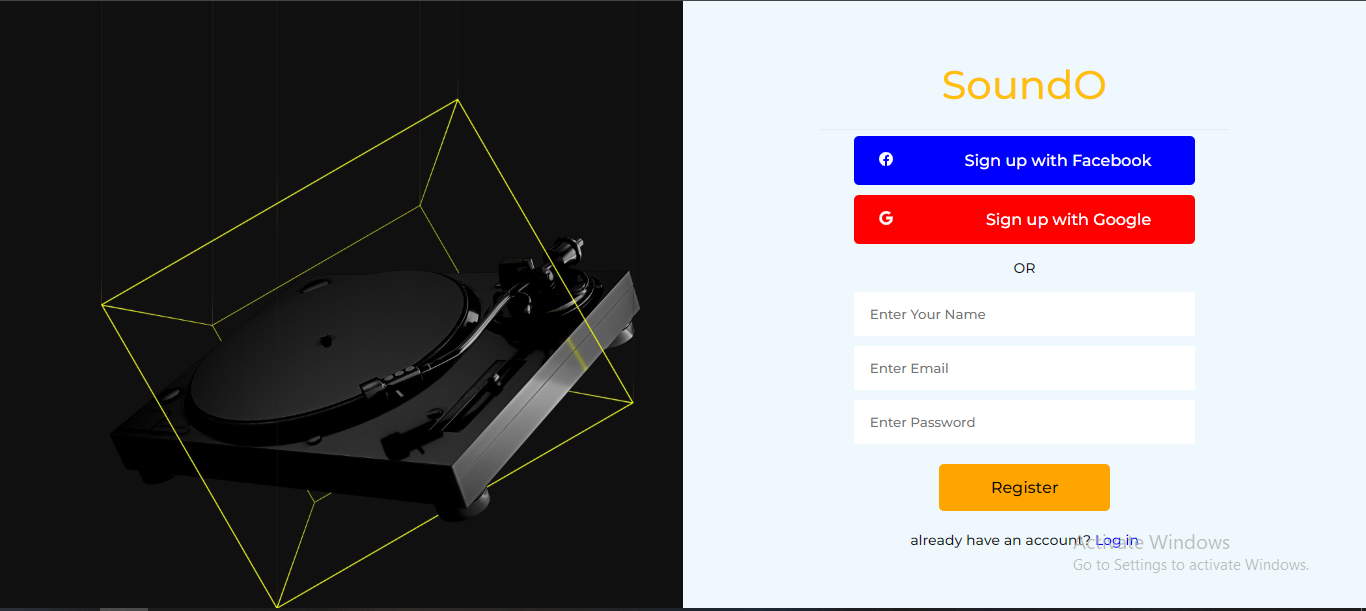 SoundO
Sign up with Facebook
Sign up with Google
OR
Enter Your Name
Enter Email
Enter Password
Register
already have an account? Log in
Activate Windows
Go to Settings to activate Windows.